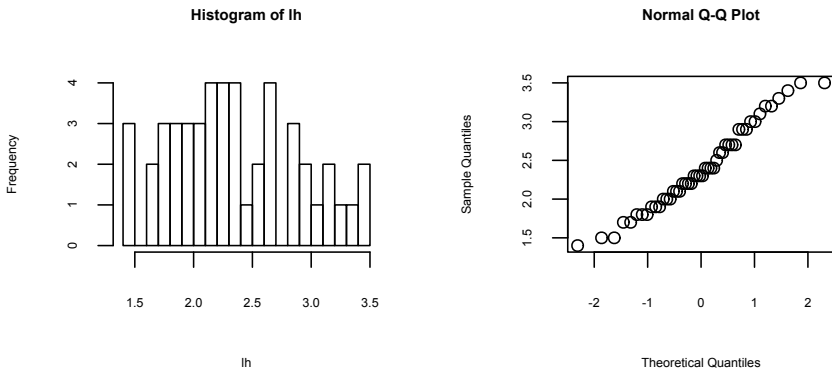 Histogram of lh
Frequency
0 1 2 3 4
1.5 2.0 2.5 3.0 3.5
lh
Normal Q-Q Plot
Sample Quantiles
1.5 2.0 2.5 3.0 3.5
-2 -1 0 1 2
Theoretical Quantiles